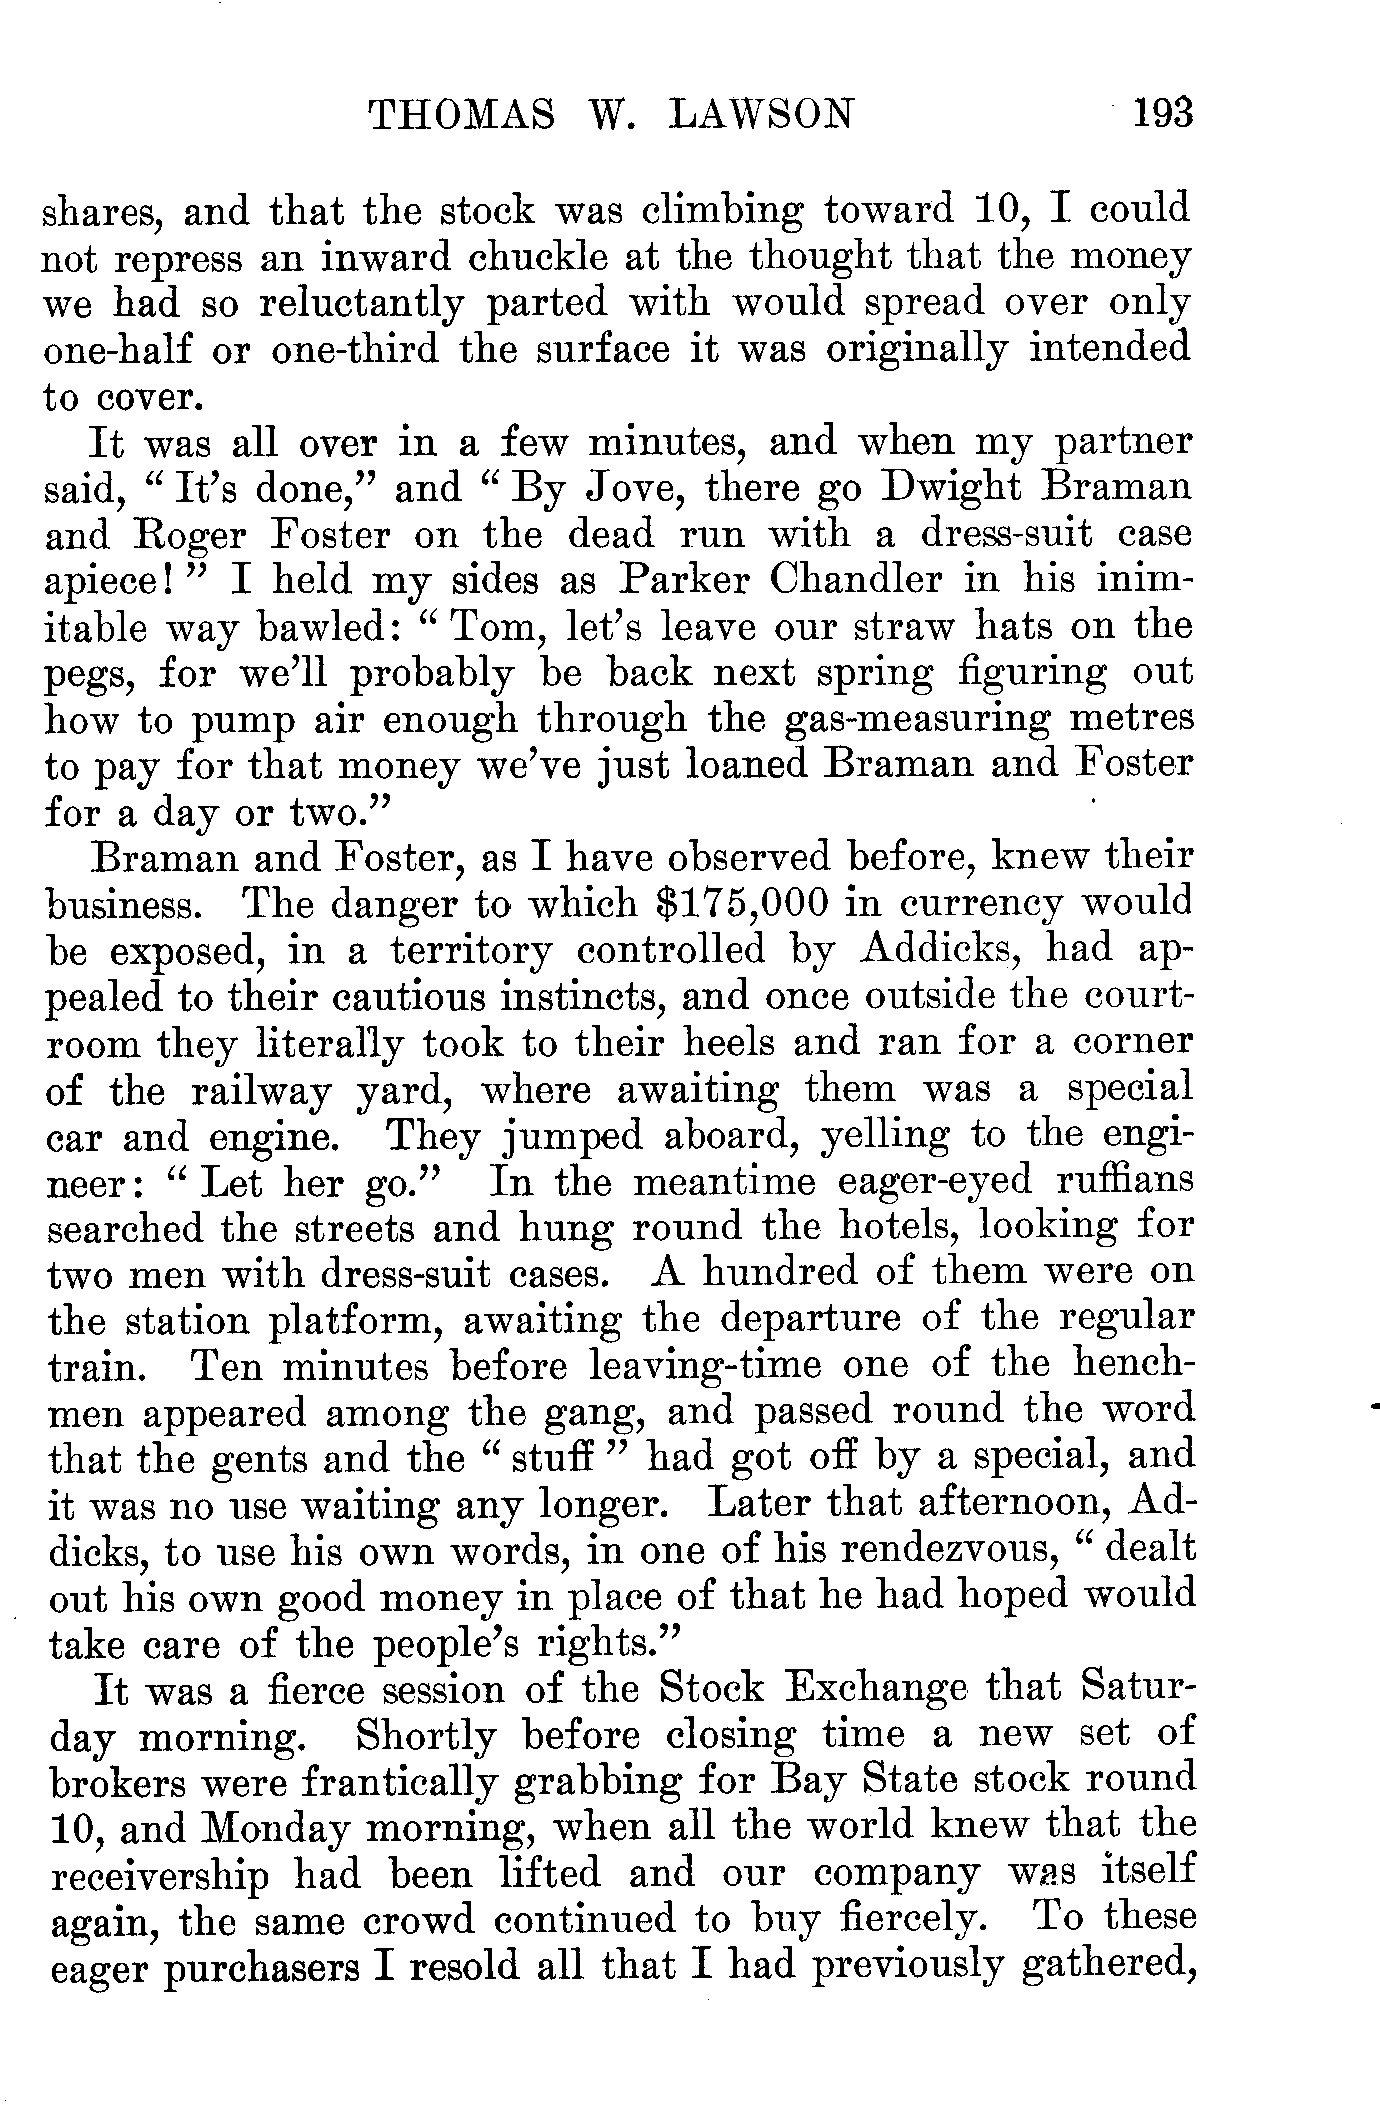 THOMAS W. LAWSON 193
shares, and that the stock was climbing toward 10, I could
not repress an inward chuckle at the thought that the money
we had so reluctantly parted with would spread over only
one-half or one-third the surface it was originally intended
to cover.
It was all over in a few minutes, and when my partner
said, “ It’s done,” and “ By Jove, there go Dwight Braman
and Roger Foster on the dead run with a dress-suit case
apiece! ” I held my sides as Parker Chandler in his inim-
itable way bawled: “ Tom, let’s leave our straw hats on the
pegs, for we’ll probably be back next spring figuring out
how to pump air enough through the gas-measuring metres
to pay for that money we’ve just loaned Braman and Foster
for a day or two.”
Braman and Foster, as I have observed before, knew their
business. The danger to which $175,000 in currency would
be exposed, in a territory controlled by Addicks, had ap-
pealed to their cautious instincts, and once outside the court-
room they literally took to their heels and ran for a corner
of the railway yard, where awaiting them was a special
car and engine. They jumped aboard, yelling to the engi-
neer: “ Let her go.” In the meantime eager-eyed ruffians
searched the streets and hung round the hotels, looking for
two men with dress-suit cases. A hundred of them were on
the station platform, awaiting the departure of the regular
train. Ten minutes before leaving-time one of the hench-
men appeared among the gang, and passed round the word
that the gents and the “ stuff ” had got off by a special, and
it was no use waiting any longer. Later that afternoon, Ad-
dicks, to use his own words, in one of his rendezvous, “ dealt
out his own good money in place of that he had hoped would
take care of the people’s rights.”
It was a fierce session of the Stock Exchange that Satur-
day morning. Shortly before closing time a new set of
brokers were frantically grabbing for Bay State stock round
10, and Monday morning, when all the world knew that the
receivership had been lifted and our company was itself
again, the same crowd continued to buy fiercely. To these
eager purchasers I resold all that I had previously gathered,